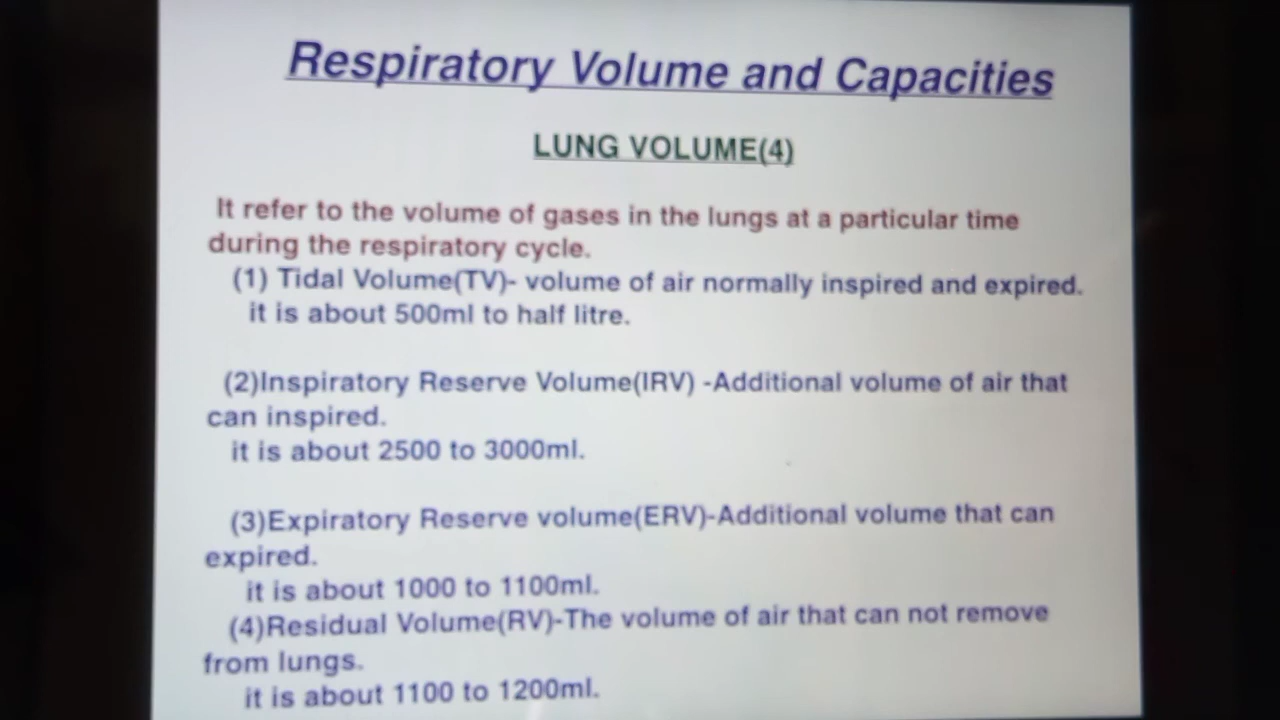 Respiratory Volume and Capacities
LUNG VOLUME(4)
It refer to the volume of gases in the lungs at a particular time
during the respiratory cycle.
(1) Tidal Volume(TV)- volume of air normally inspired and expired.
it is about 500ml to half litre.
(2)Inspiratory Reserve Volume(IRV) -Additional volume of air that
can inspired.
it is about 2500 to 3000ml.
(3)Expiratory Reserve volume(ERV)-Additional volume that can
expired.
it is about 1000 to 1100ml.
(4)Residual Volume(RV)-The volume of air that can not remove
from lungs.
it is about 1100 to 1200ml.